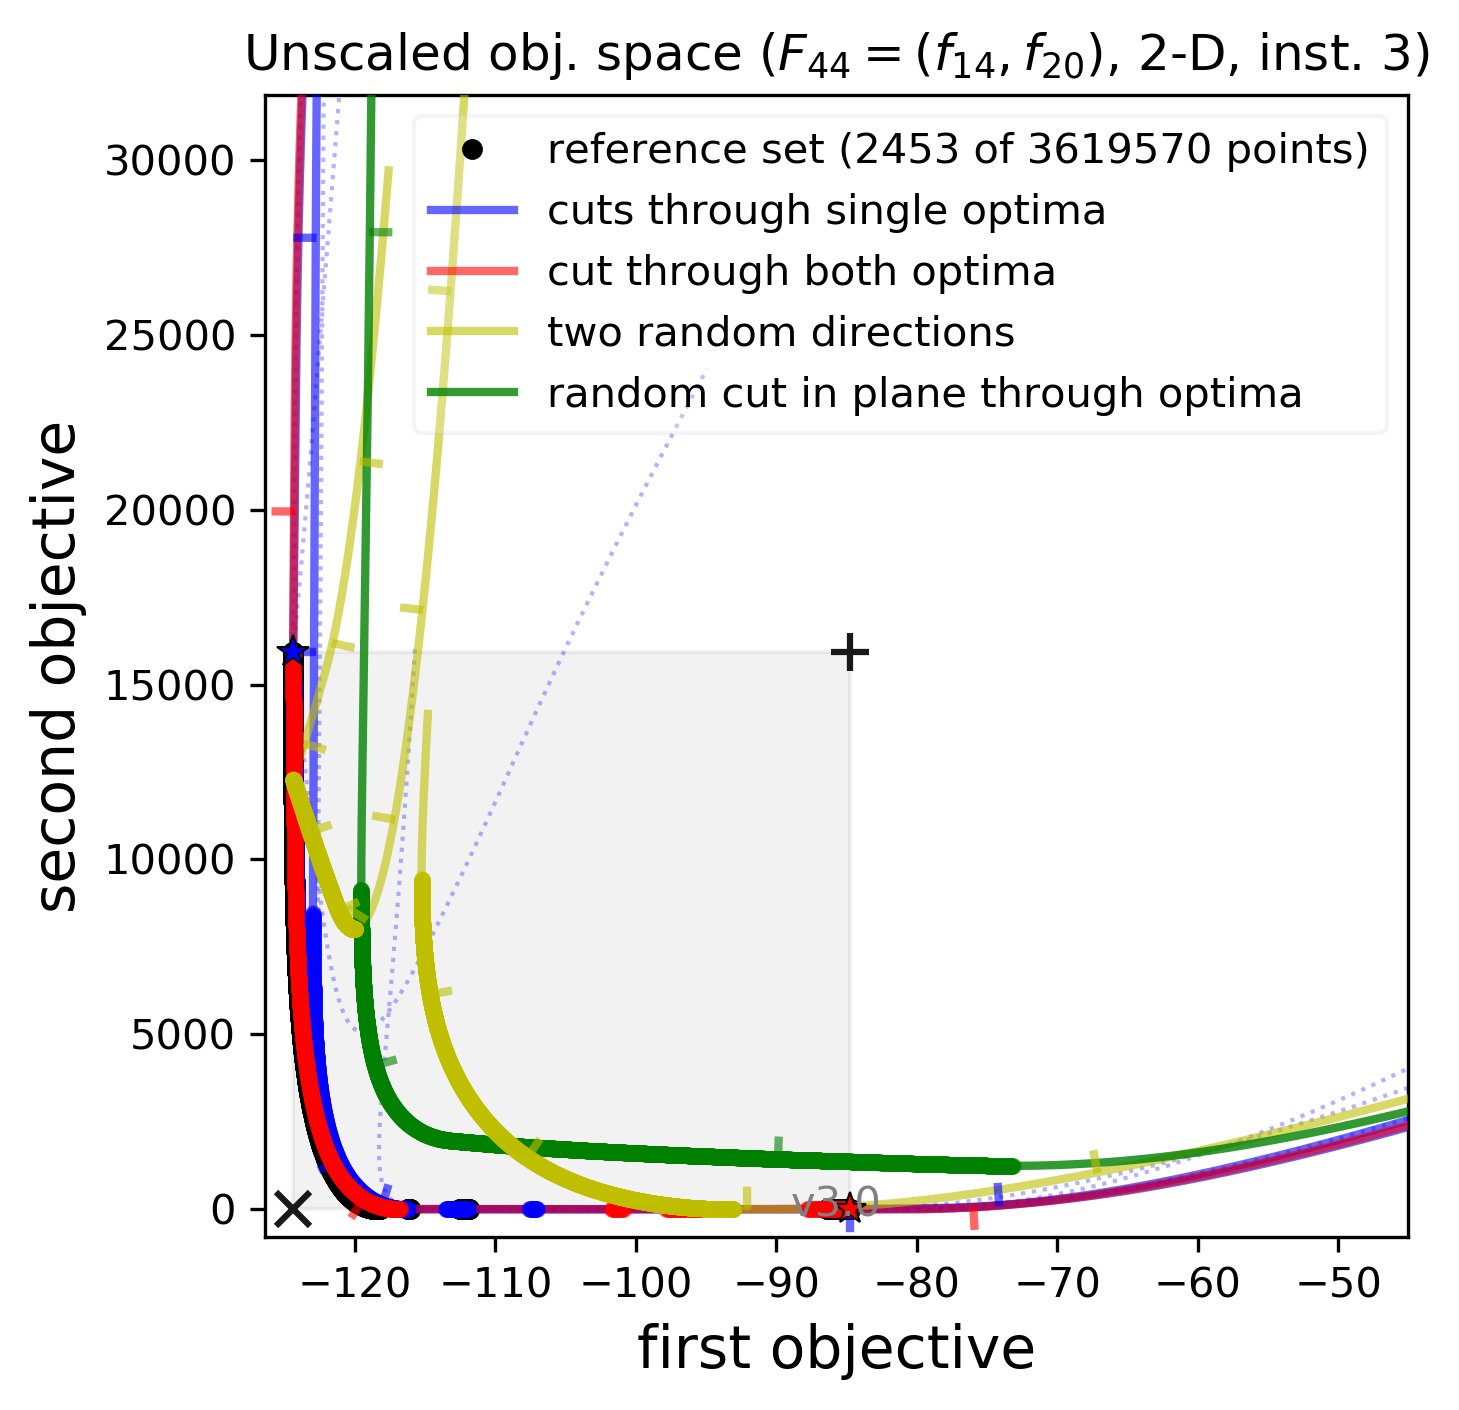 Unscaled obj. space (F44 = (f14, f20), 2-D, inst. 3)
30000
25000
20000
15000
10000
5000
0
second objective
reference set (2453 of 3619570 points)
cuts through single optima
cut through both optima
two random directions
random cut in plane through optima
v3.0
−120
−110
−100
−90
−80
−70
−60
−50
first objective